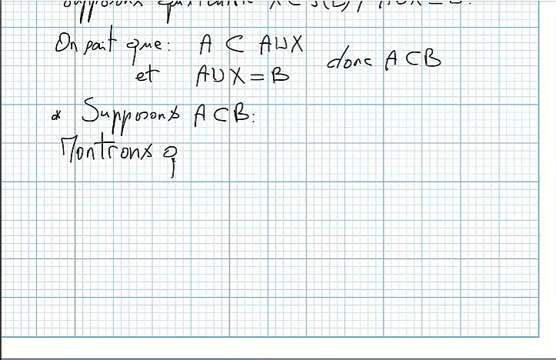 On sait que: A ⊂ A∪X
et A∪X = B donc A⊂B
* Supposons A⊂B:
Montrons q